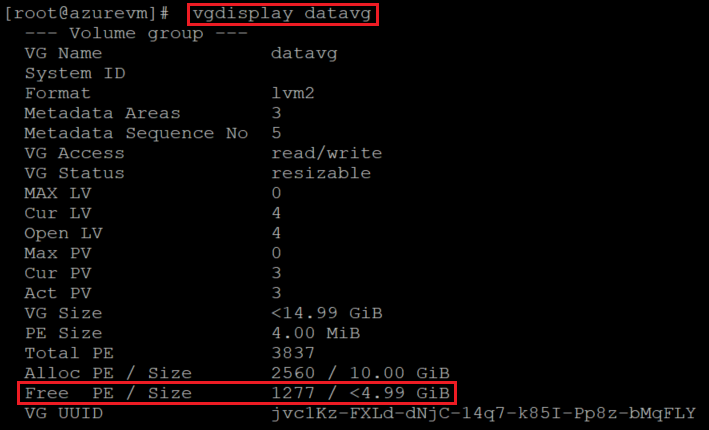 [root@azurevm]# vgdisplay datavg
--- Volume group ---
VG Name datavg
System ID
Format lvm2
Metadata Areas 3
Metadata Sequence No 5
VG Access read/write
VG Status resizable
MAX LV 0
Cur LV 4
Open LV 4
Max PV 0
Cur PV 3
Act PV 3
VG Size <14.99 GiB
PE Size 4.00 MiB
Total PE 3837
Alloc PE / Size 2560 / 10.00 GiB
Free PE / Size 1277 / <4.99 GiB
VG UUID jvclKz-FXLd-dNjC-14q7-k85I-Pp8z-bMqFLY